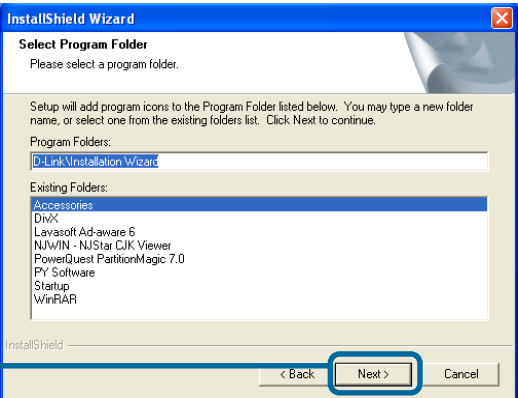 InstallShield Wizard
Select Program Folder
Please select a program folder.
Setup will add program icons to the Program Folder listed below. You may type a new folder
name, or select one from the existing folders list. Click Next to continue.
Program Folders:
D-Link\Installation Wizard
Existing Folders:
Accessories
DivX
Lavasoft Ad-aware 6
NJWIN - NJStar CJK Viewer
PowerQuest PartitionMagic 7.0
PY Software
Startup
WinRAR
InstallShield
< Back Next > Cancel